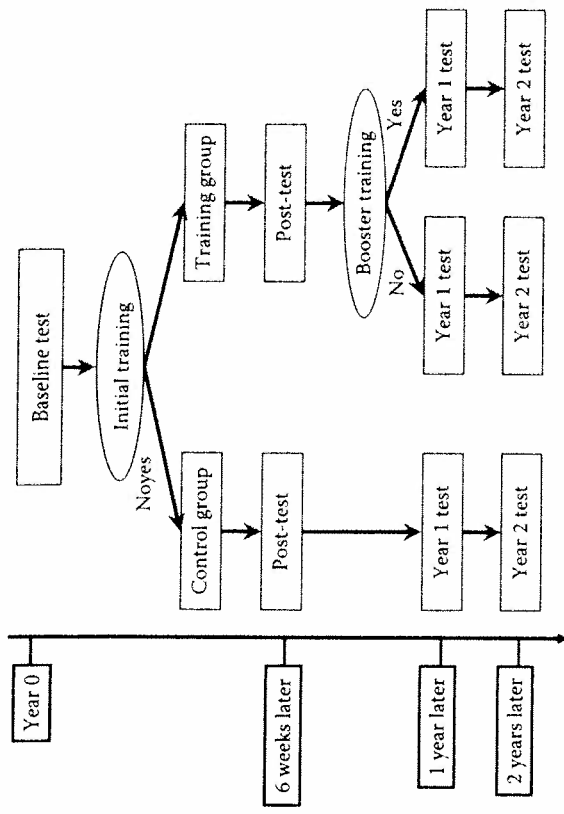 Baseline test
Year 0
Initial training
Noyes
Control group
Training group
Post-test
Post-test
6 weeks later
Booster training
No
Yes
Year 1 test
Year 1 test
Year 1 test
1 year later
Year 2 test
Year 2 test
Year 2 test
2 years later